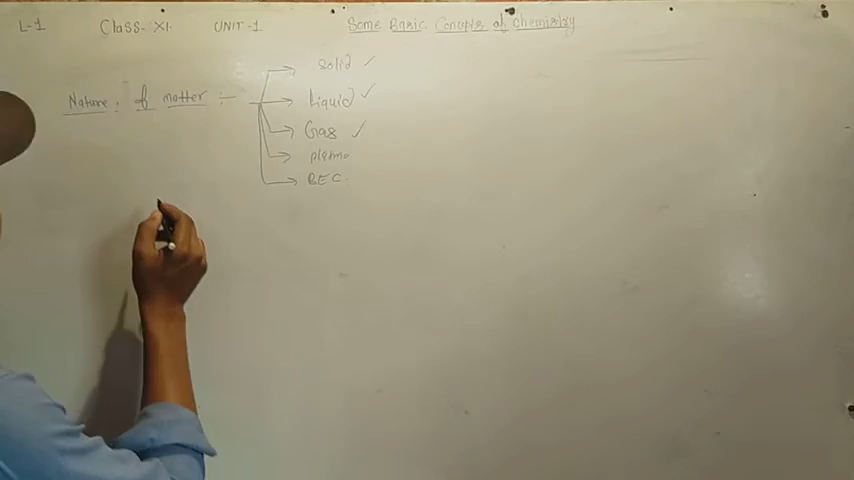 L-1 Class- XI UNIT-1 Some Basic Concepts of Chemistry
Solid ✓
Nature of matter :- Liquid ✓
Gas ✓
plasma
BEC.